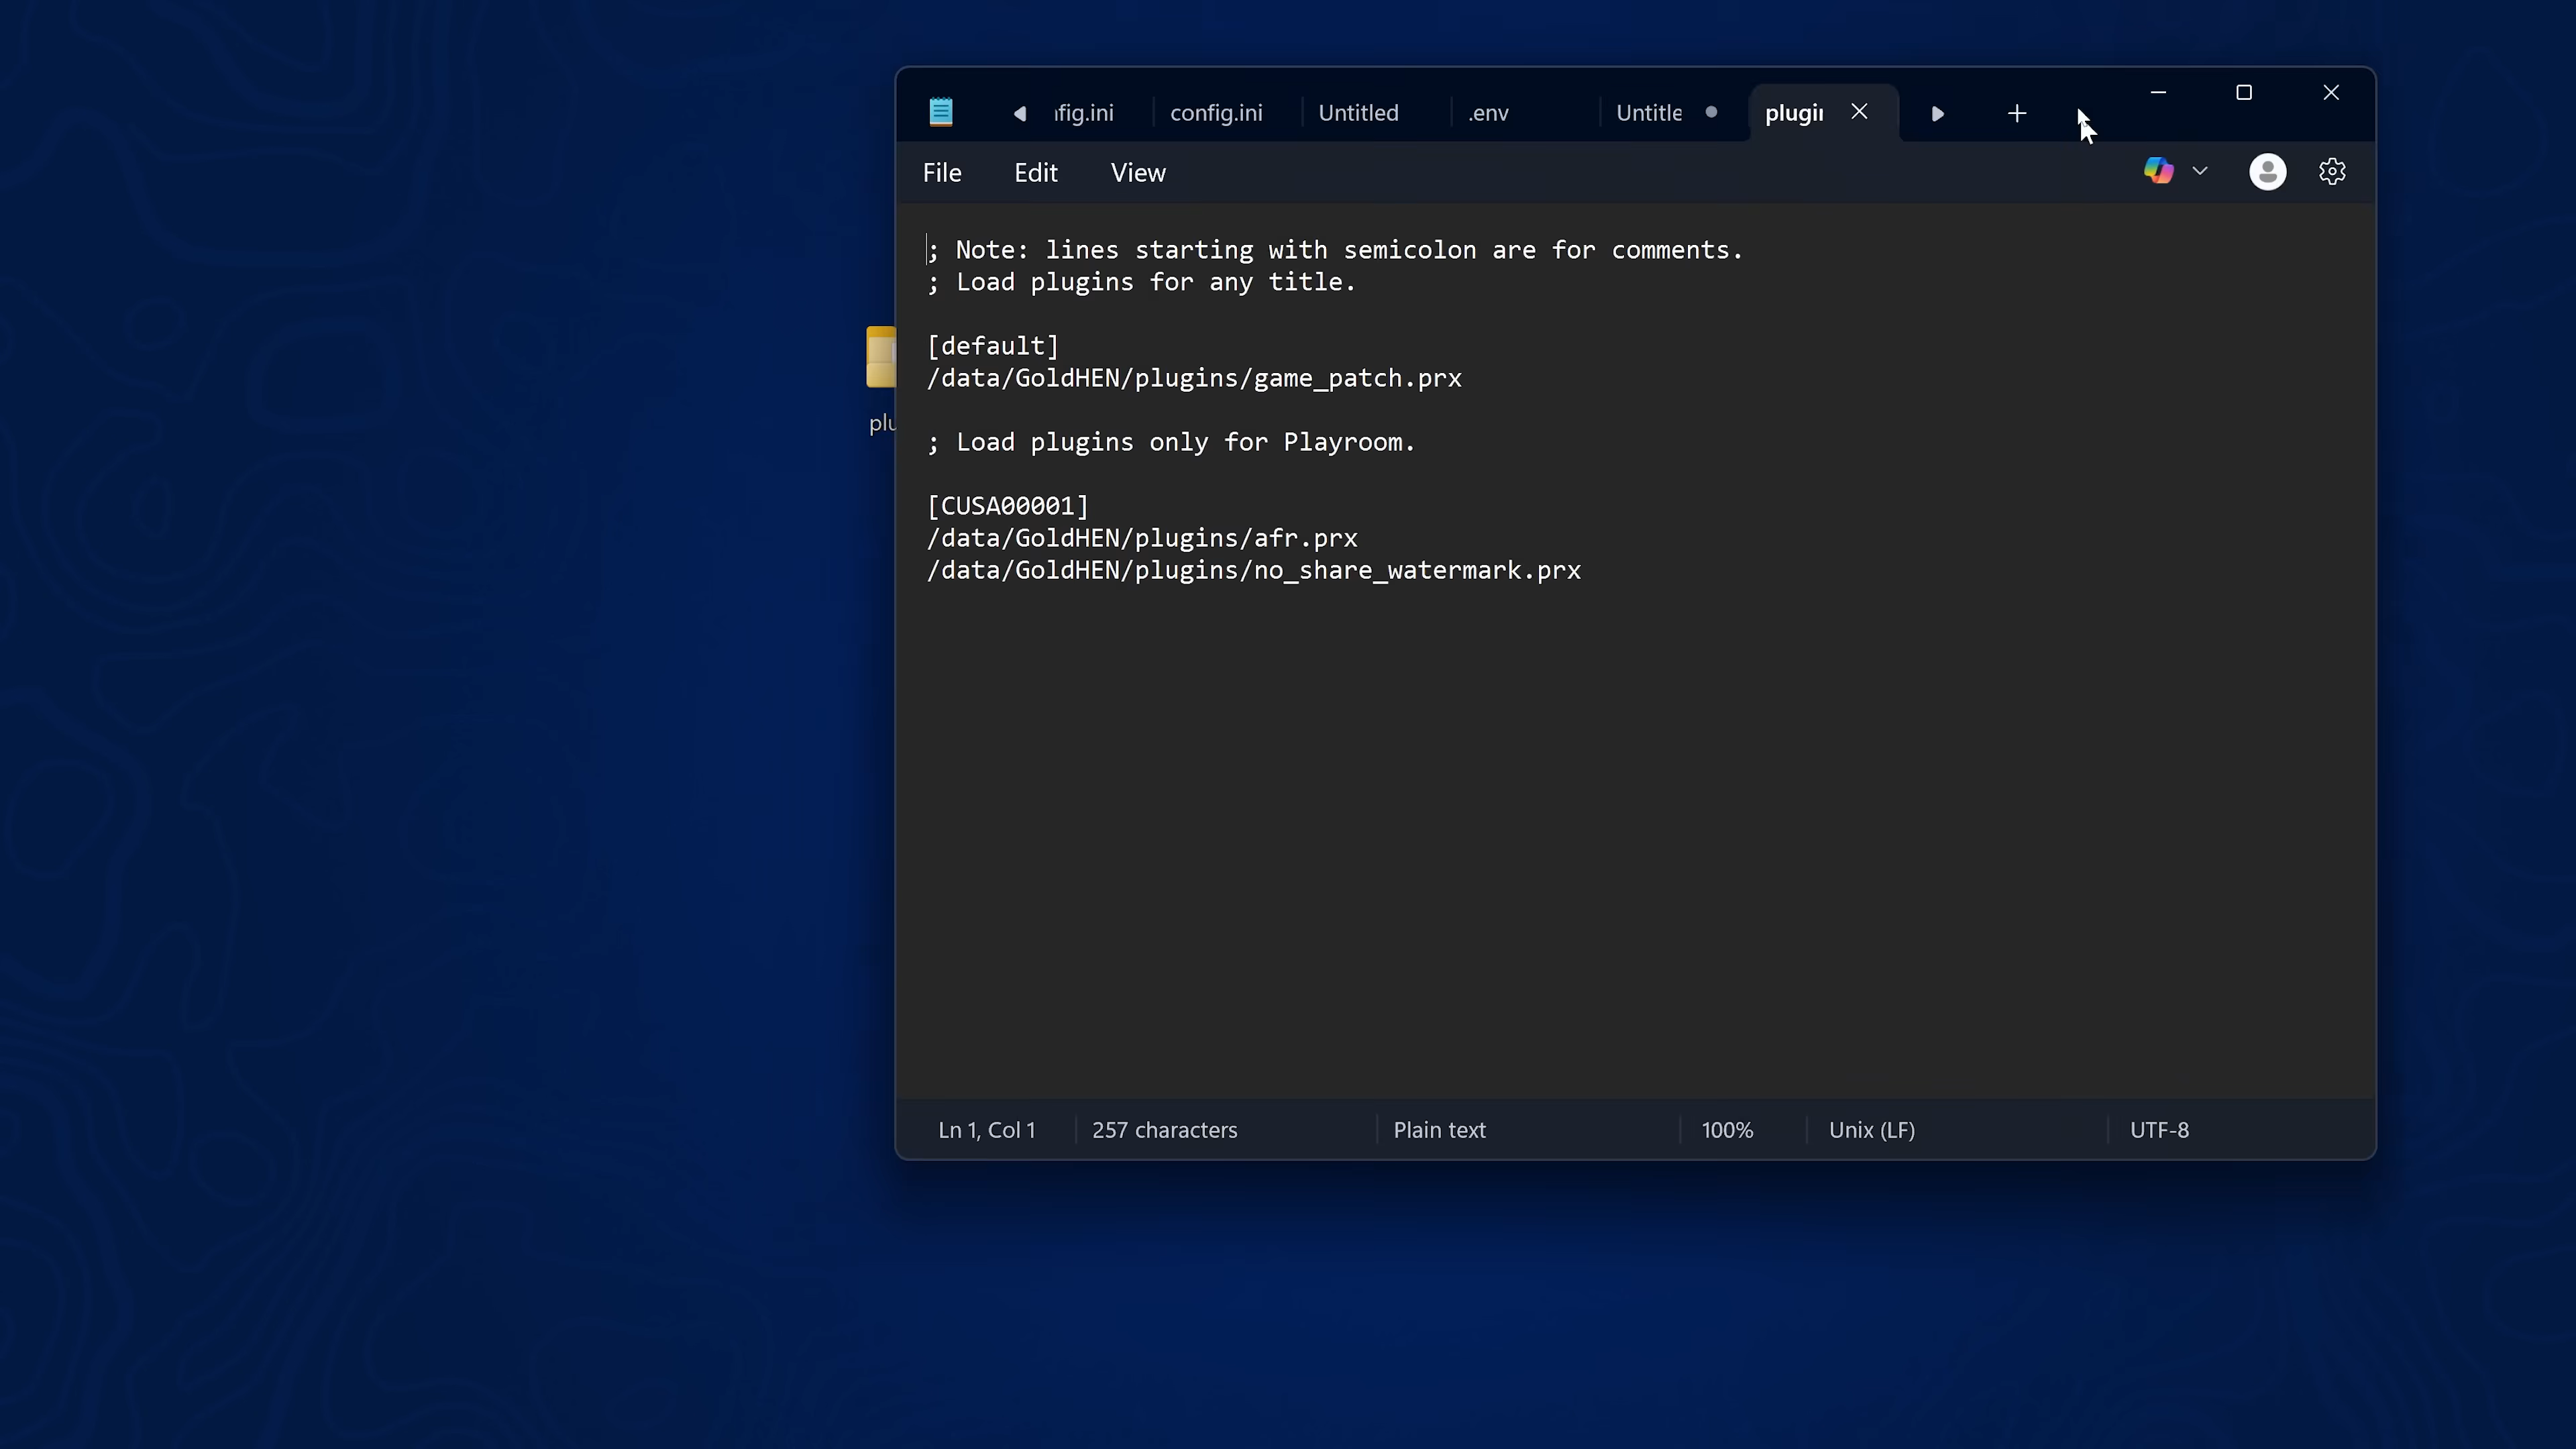 fig.ini config.ini Untitled .env Untitle plugi
File Edit View
; Note: lines starting with semicolon are for comments.
; Load plugins for any title.
[default]
/data/GoldHEN/plugins/game_patch.prx
plu
; Load plugins only for Playroom.
[CUSA00001]
/data/GoldHEN/plugins/afr.prx
/data/GoldHEN/plugins/no_share_watermark.prx
Ln 1, Col 1 257 characters Plain text 100% Unix (LF) UTF-8